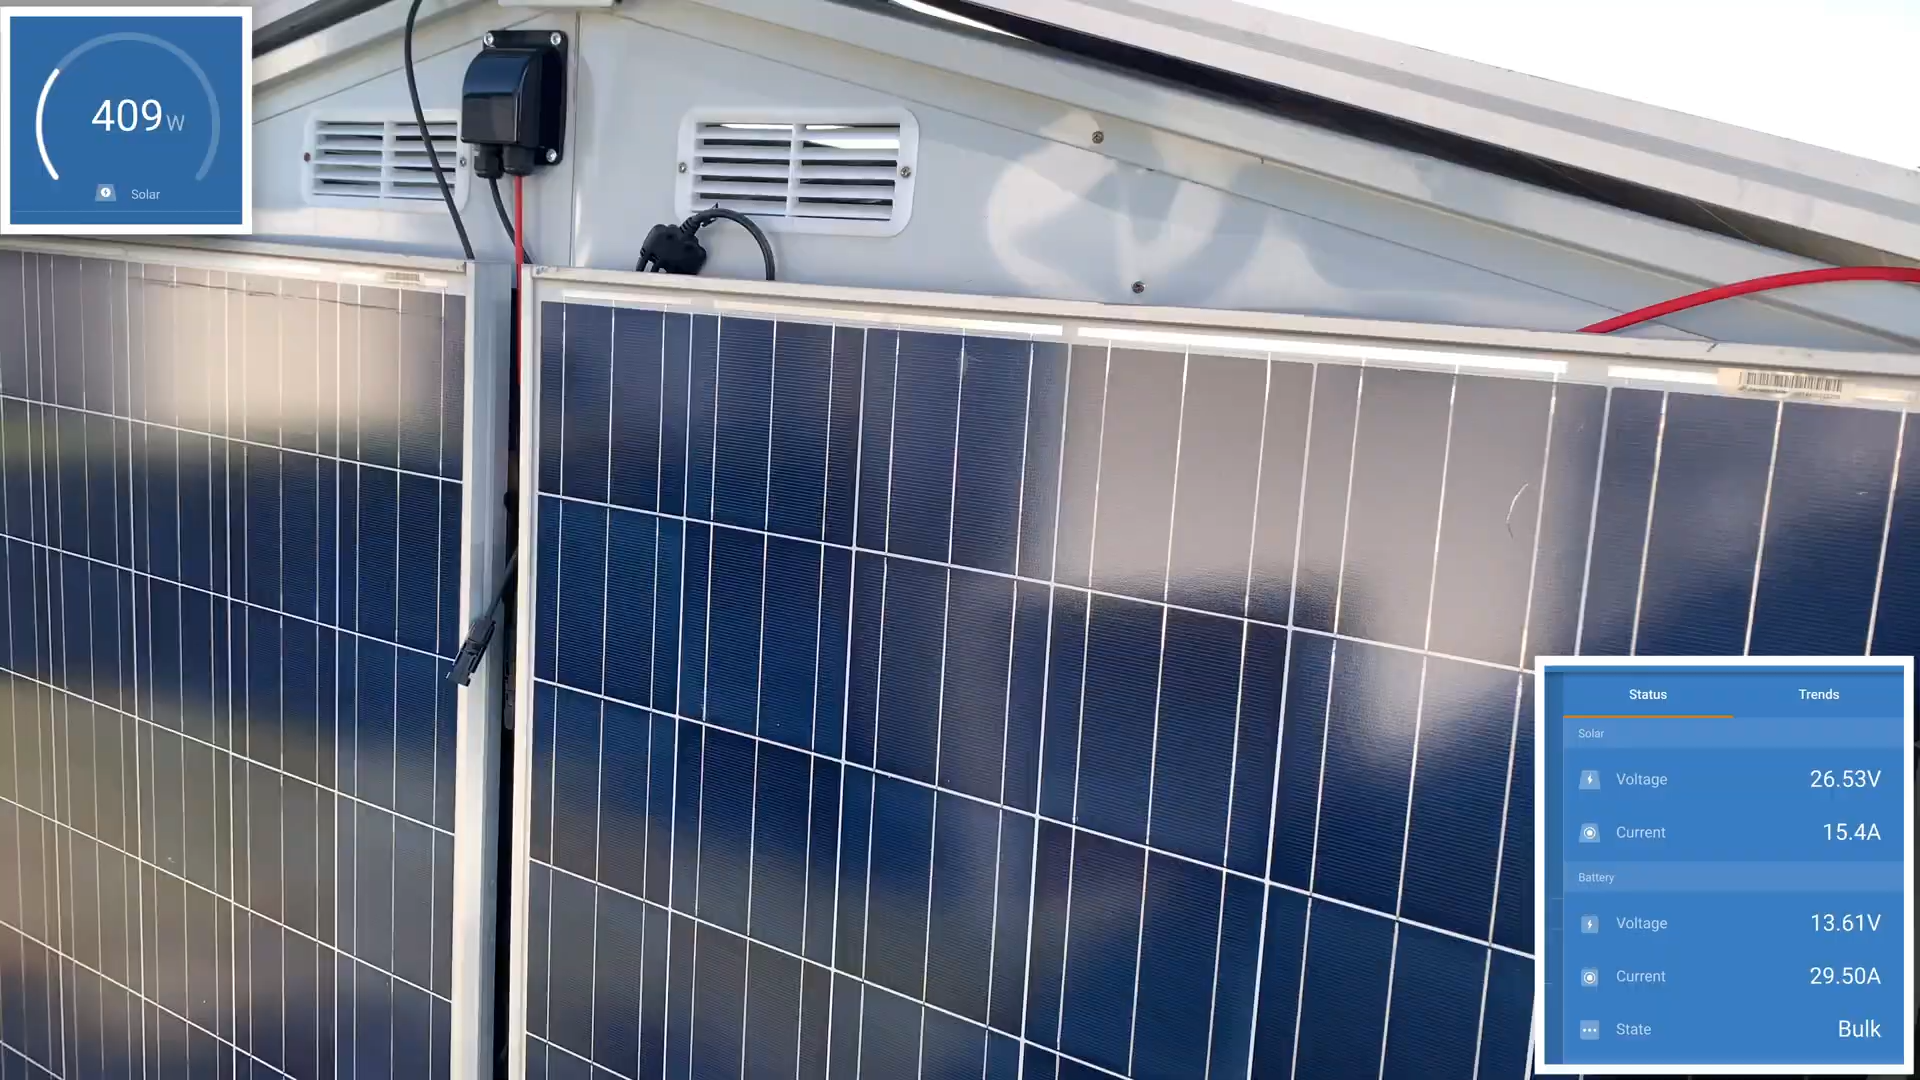 409W
Solar
Status Trends
Solar
Voltage 26.53V
Current 15.4A
Battery
Voltage 13.61V
Current 29.50A
State Bulk